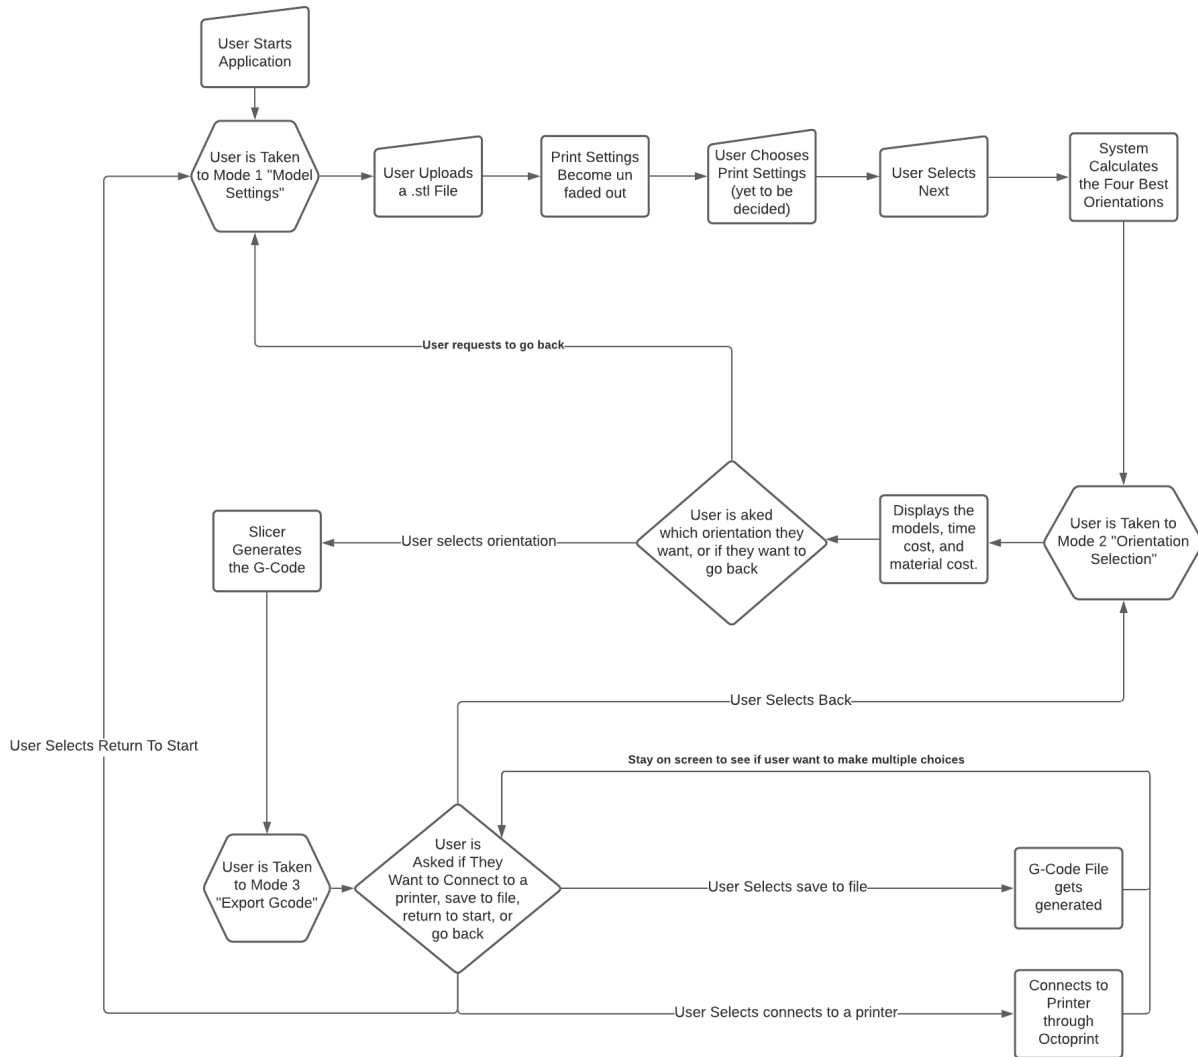 User Starts
Application
User is Taken
to Mode 1 "Model
Settings"
User Uploads
a .stl File
Print Settings
Become un
faded out
User Chooses
Print Settings
(yet to be
decided)
User Selects
Next
System
Calculates
the Four Best
Orientations
User requests to go back
Slicer
Generates
the G-Code
User selects orientation
User is aked
which orientation they
want, or if they want to
go back
Displays the
models, time
cost, and
material cost.
User is Taken to
Mode 2 "Orientation
Selection"
User Selects Back
User Selects Return To Start
Stay on screen to see if user want to make multiple choices
User is Taken
to Mode 3
"Export Gcode"
User is
Asked if They
Want to Connect to a
printer, save to file,
return to start, or
go back
User Selects save to file
G-Code File
gets
generated
User Selects connects to a printer
Connects to
Printer
through
Octoprint